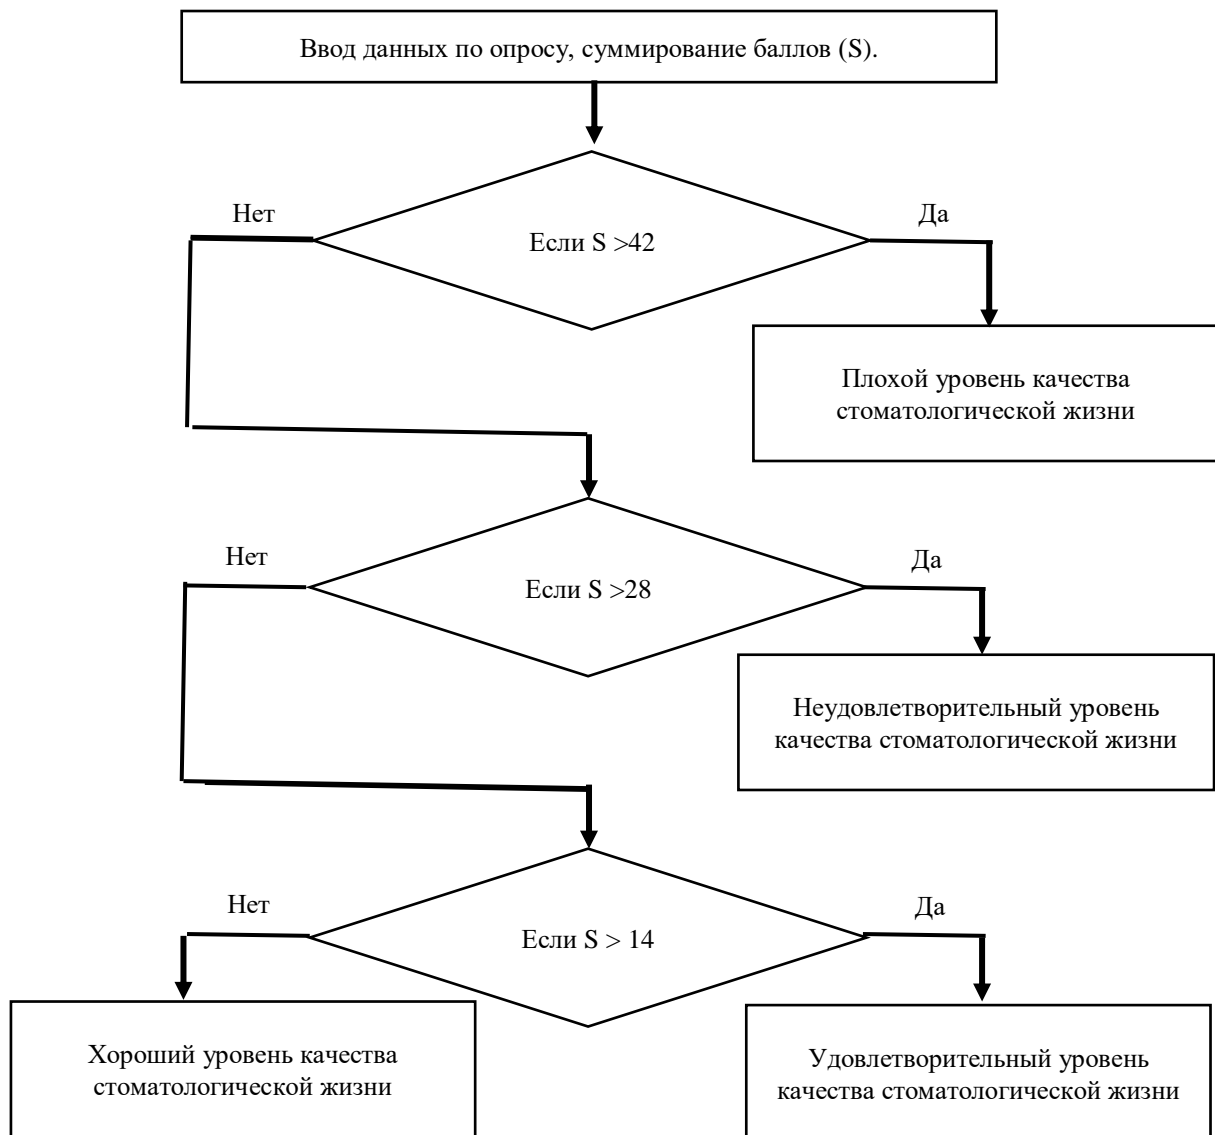 Ввод данных по опросу, суммирование баллов (S).
Нет
Да
Если S >42
Плохой уровень качества
стоматологической жизни
Нет
Да
Если S >28
Неудовлетворительный уровень
качества стоматологической жизни
Нет
Да
Если S > 14
Хороший уровень качества
стоматологической жизни
Удовлетворительный уровень
качества стоматологической жизни